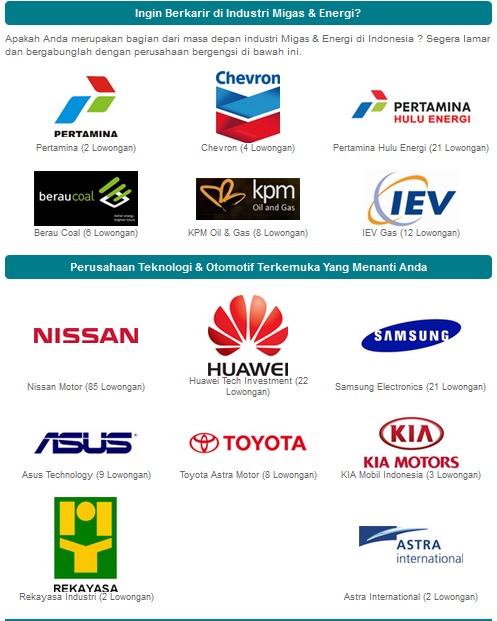 Ingin Berkarir di Industri Migas & Energi?
Apakah Anda merupakan bagian dari masa depan industri Migas & Energi di Indonesia ? Segera lamar
dan bergabunglah dengan perusahaan bergengsi di bawah ini.
PERTAMINA
Pertamina (2 Lowongan)
Chevron
Chevron (4 Lowongan)
PERTAMINA
HULU ENERGI
Pertamina Hulu Energi (21 Lowongan)
beraucoal
Berau Coal (6 Lowongan)
kpm
Oil and Gas
KPM Oil & Gas (8 Lowongan)
IEV
IEV Gas (12 Lowongan)
Perusahaan Teknologi & Otomotif Terkemuka Yang Menanti Anda
NISSAN
Nissan Motor (85 Lowongan)
HUAWEI
Huawei Tech Investment (22
Lowongan)
SAMSUNG
Samsung Electronics (21 Lowongan)
ASUS
Asus Technology (9 Lowongan)
TOYOTA
Toyota Astra Motor (8 Lowongan)
KIA
KIA MOTORS
KIA Mobil Indonesia (3 Lowongan)
REKAYASA
Rekayasa Industri (2 Lowongan)
ASTRA
international
Astra International (2 Lowongan)